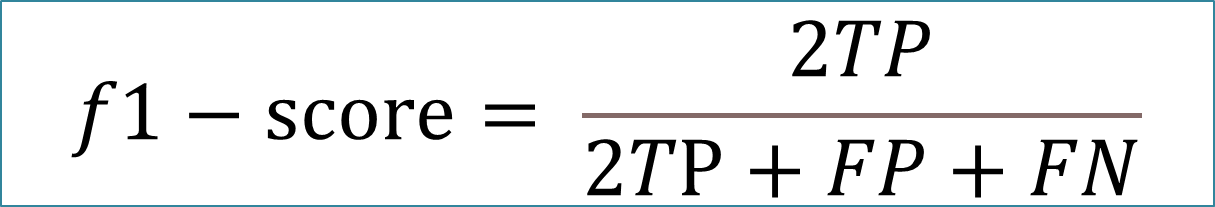 f1 − score = 2TP
2TP + FP + FN